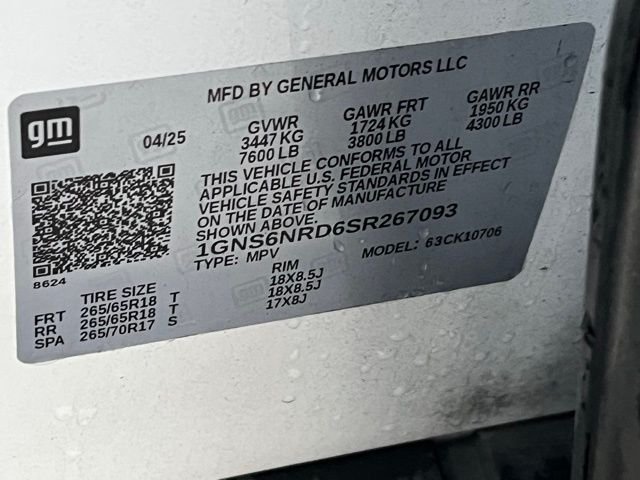 MFD BY GENERAL MOTORS LLC
gm
04/25
GVWR GAWR FRT GAWR RR
3447 KG 1724 KG 1950 KG
7600 LB 3800 LB 4300 LB
THIS VEHICLE CONFORMS TO ALL
APPLICABLE U.S. FEDERAL MOTOR
VEHICLE SAFETY STANDARDS IN EFFECT
ON THE DATE OF MANUFACTURE
SHOWN ABOVE.
1GNS6NRD6SR267093
TYPE: MPV MODEL: 63CK10706
8624
TIRE SIZE RIM
FRT 265/65R18 T 18X8.5J
RR 265/65R18 T 18X8.5J
SPA 265/70R17 S 17X8J